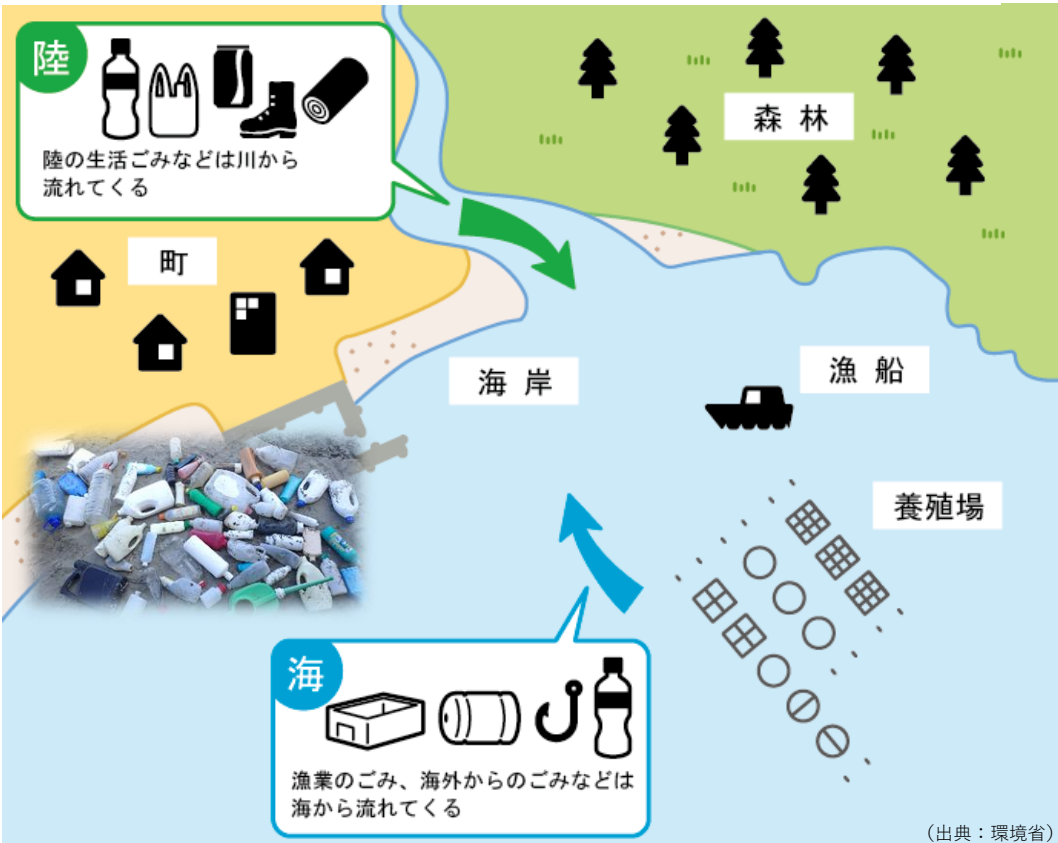 陸
陸の生活ごみなどは川から
流れてくる
森林
町
海岸
漁船
養殖場
海
漁業のごみ、海外からのごみなどは
海から流れてくる
（出典：環境省）